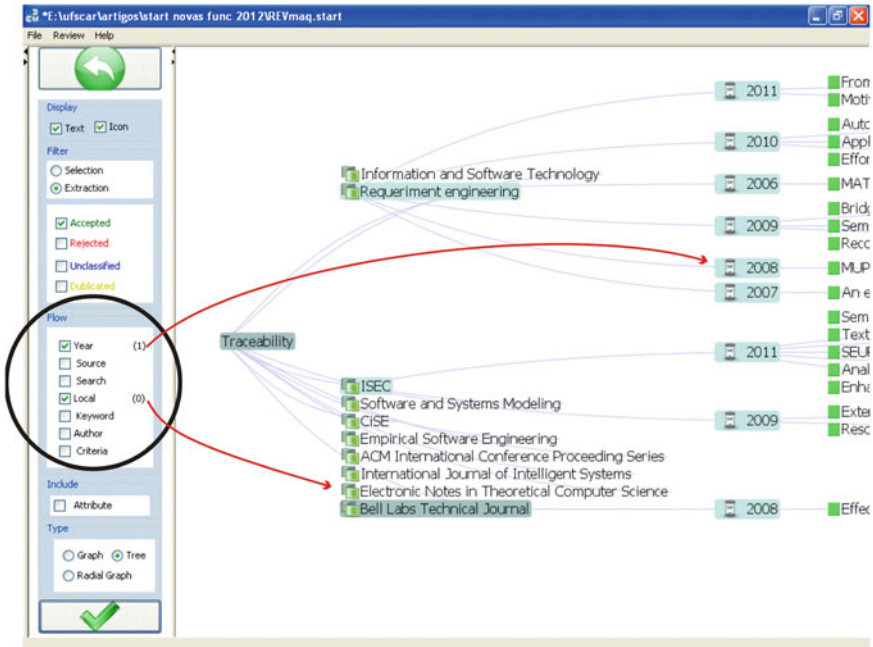 *E:\ufscar\artigos\start novas func 2012\REVmaq.start
File Review Help
Display
Text Icon
Filter
Selection
Extraction
Accepted
Rejected
Unclassified
Dublicated
Flow
Year (1)
Source
Search
Local (0)
Keyword
Author
Criteria
Include
Attribute
Type
Graph Tree
Radial Graph
Traceability
Information and Software Technology
Requeriment engineering
ISEC
Software and Systems Modeling
CiSE
Empirical Software Engineering
ACM International Conference Proceeding Series
International Journal of Intelligent Systems
Electronic Notes in Theoretical Computer Science
Bell Labs Technical Journal
2011
2010
2006
2009
2008
2007
2011
2009
2008
From
Moti
Auto
Appl
Effor
MAT
Bridg
Sem
Reco
MUP
An e
Sem
Text
Anal
Enha
Exter
Reso
Effec